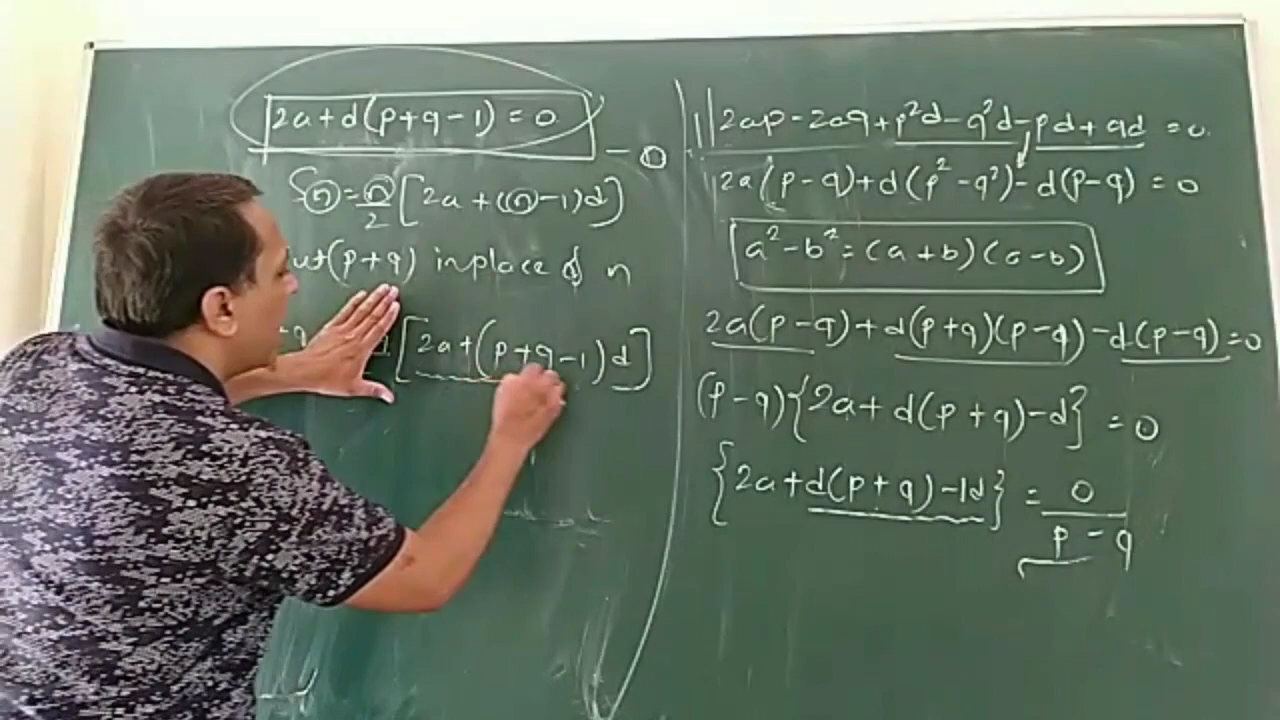 2a+d(p+q-1)=0
Sn=n/2[2a+(n-1)d]
(p+q) inplace of n
[2a+(p+q-1)d]
2ap-2aq+p²d-q²d-pd+qd=0
2a(p-q)+d(p²-q²)-d(p-q)=0
a²-b²=(a+b)(a-b)
2a(p-q)+d(p+q)(p-q)-d(p-q)=0
(p-q){2a+d(p+q)-d}=0
{2a+d(p+q)-1d}=0/p-q